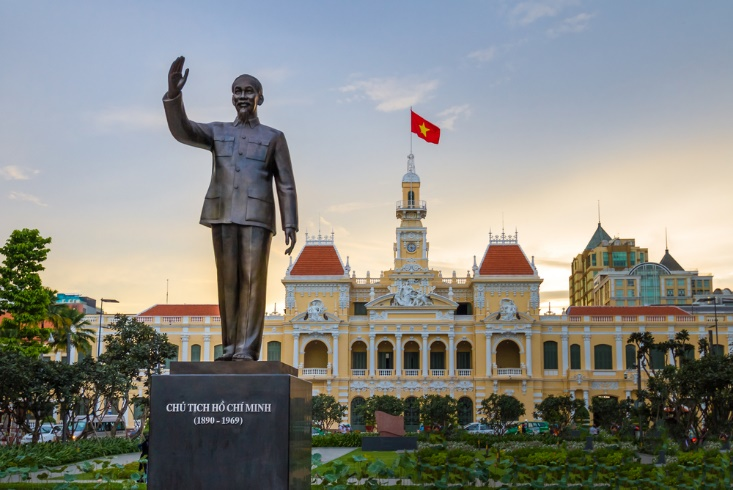 CHỦ TỊCH HỒ CHÍ MINH
(1890 - 1969)